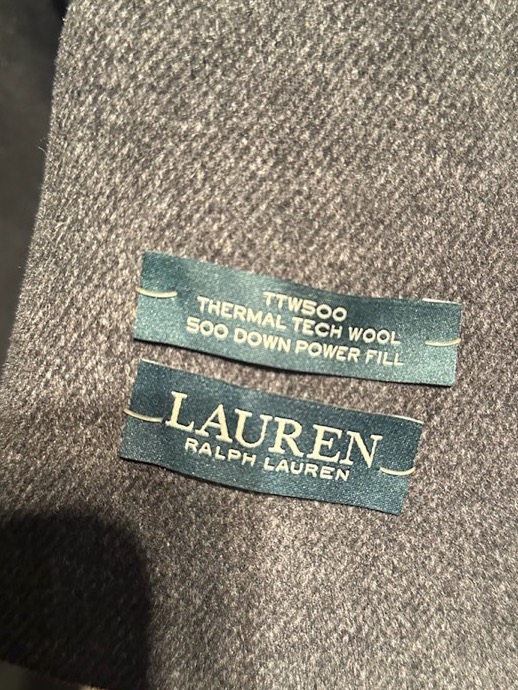 TTW500
THERMAL TECH WOOL
500 DOWN POWER FILL
LAUREN
RALPH LAUREN